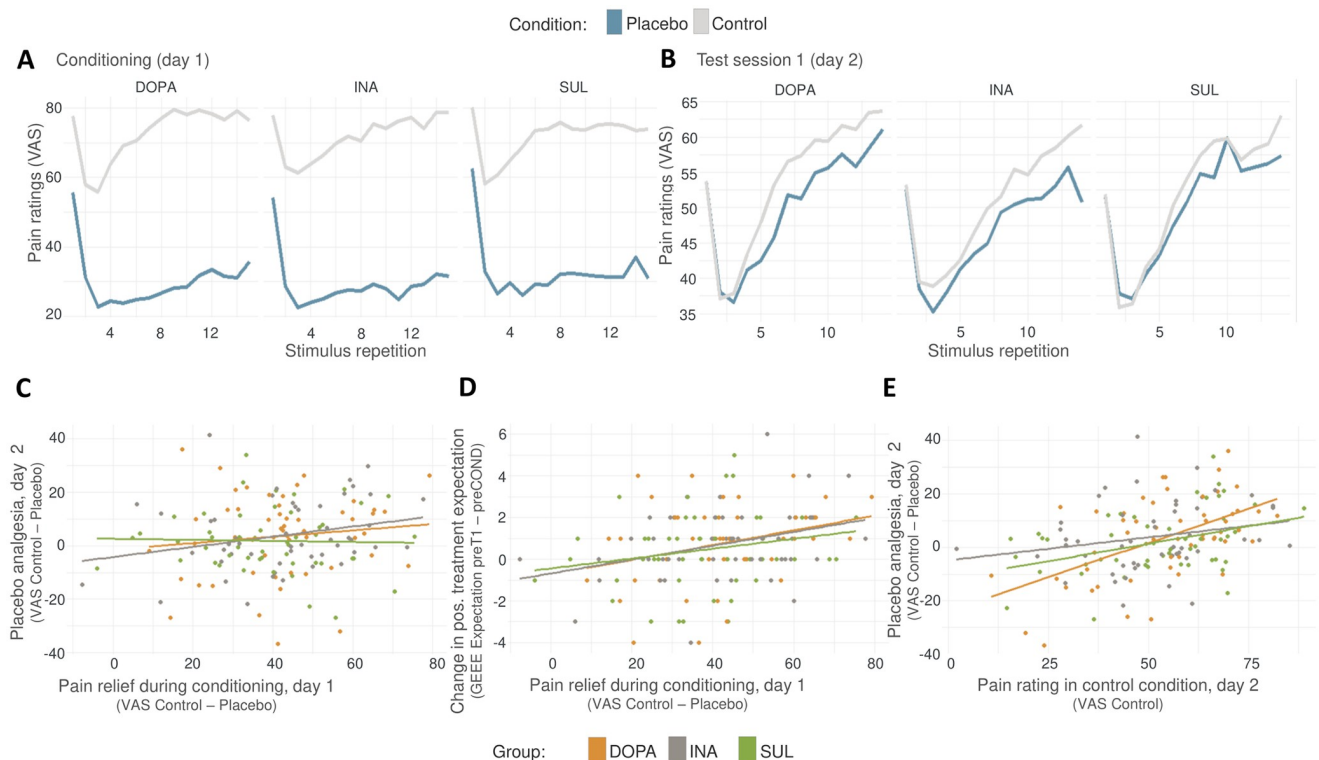 Condition: Placebo Control
A Conditioning (day 1)
B Test session 1 (day 2)
DOPA INA SUL
DOPA INA SUL
Pain ratings (VAS)
80
60
40
20
4 8 12 4 8 12 4 8 12
Stimulus repetition
Pain ratings (VAS)
65
60
55
50
45
40
35
5 10 5 10 5 10
Stimulus repetition
C
Placebo analgesia, day 2
(VAS Control – Placebo)
40
20
0
-20
-40
0 20 40 60 80
Pain relief during conditioning, day 1
(VAS Control – Placebo)
D
Change in pos. treatment expectation
(GEEE Expectation preT1 – preCOND)
6
4
2
0
-2
-4
0 20 40 60 80
Pain relief during conditioning, day 1
(VAS Control – Placebo)
E
Placebo analgesia, day 2
(VAS Control – Placebo)
40
20
0
-20
-40
0 25 50 75
Pain rating in control condition, day 2
(VAS Control)
Group: DOPA INA SUL